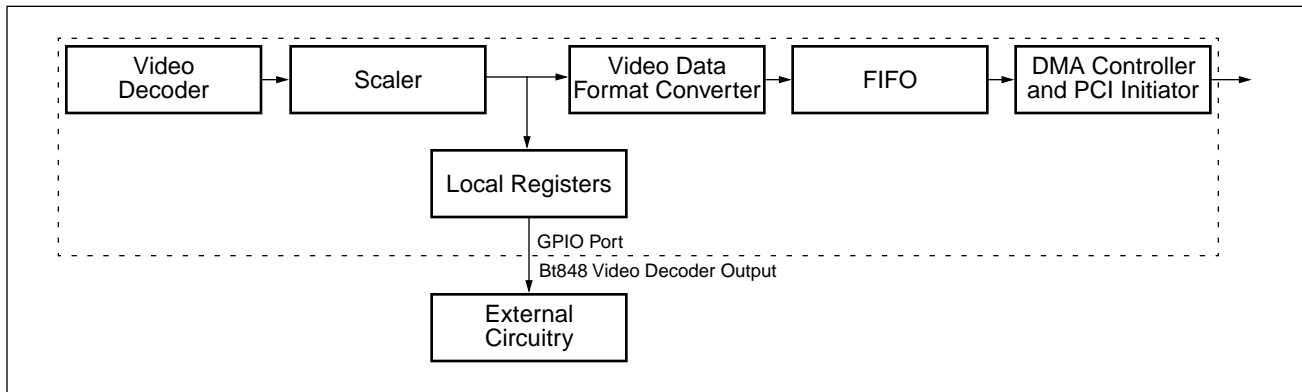 Video
Decoder
Scaler
Video Data
Format Converter
FIFO
DMA Controller
and PCI Initiator
Local Registers
GPIO Port
Bt848 Video Decoder Output
External
Circuitry